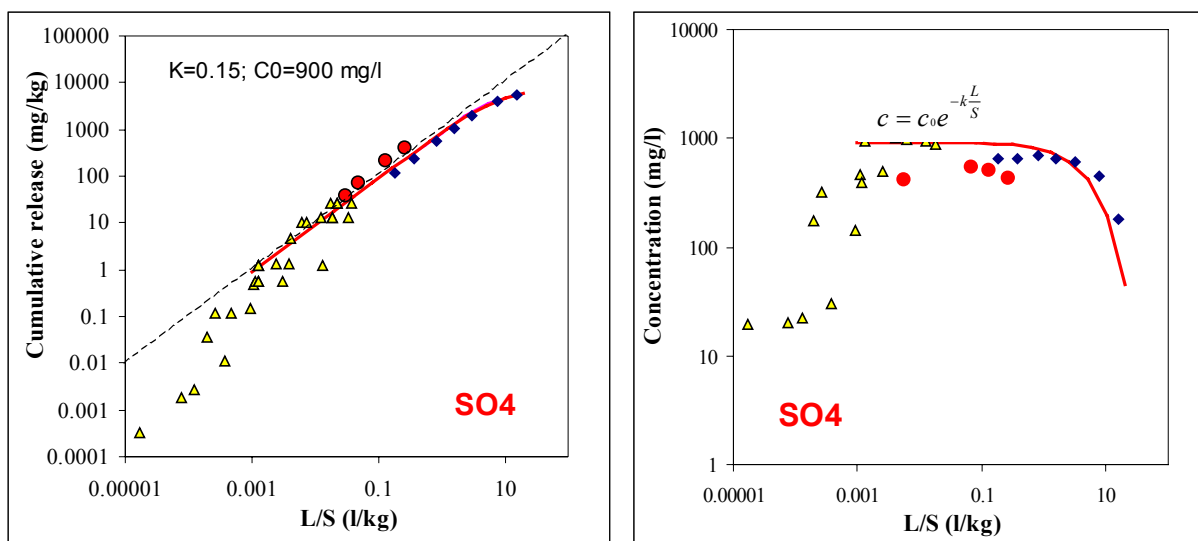 Cumulative release (mg/kg)
100000
10000
1000
100
10
1
0.1
0.01
0.001
0.0001
K=0.15; C0=900 mg/l
SO4
0.00001
0.001
0.1
10
L/S (l/kg)
Concentration (mg/l)
10000
1000
100
10
1
c = c₀e^{-k\frac{L}{S}}
SO4
0.00001
0.001
0.1
10
L/S (l/kg)